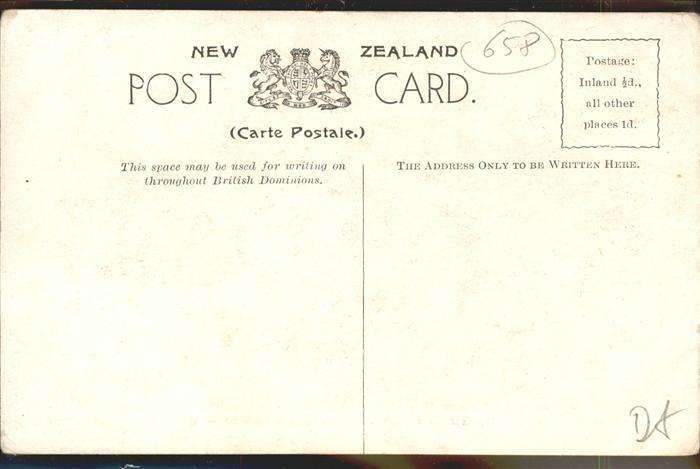 NEW ZEALAND
658
POST CARD.
(Carte Postale.)
Postage:
Inland ½d.,
all other
places 1d.
This space may be used for writing on
throughout British Dominions.
THE ADDRESS ONLY TO BE WRITTEN HERE.